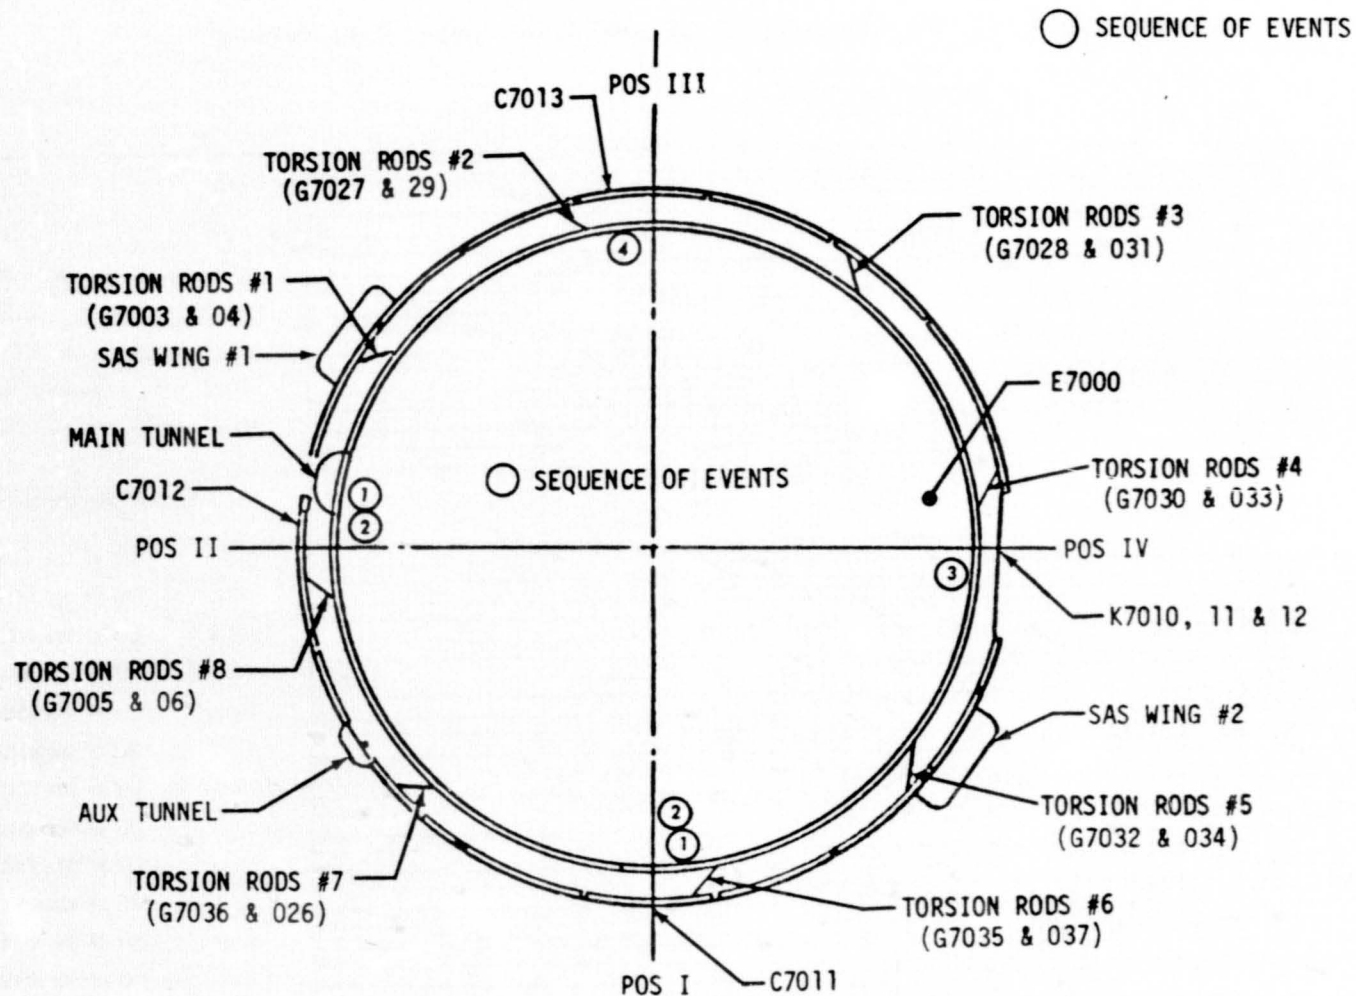 SEQUENCE OF EVENTS
POS III
C7013
TORSION RODS #2
(G7027 & 29)
TORSION RODS #3
(G7028 & 031)
4
TORSION RODS #1
(G7003 & 04)
SAS WING #1
E7000
MAIN TUNNEL
TORSION RODS #4
(G7030 & 033)
C7012
1
SEQUENCE OF EVENTS
2
POS II
POS IV
3
K7010, 11 & 12
TORSION RODS #8
(G7005 & 06)
SAS WING #2
AUX TUNNEL
2
1
TORSION RODS #5
(G7032 & 034)
TORSION RODS #7
(G7036 & 026)
TORSION RODS #6
(G7035 & 037)
POS I
C7011